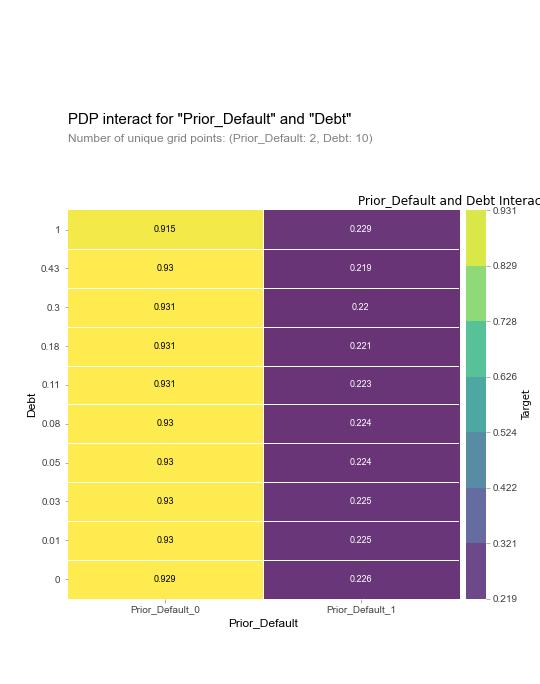 PDP interact for "Prior_Default" and "Debt"
Number of unique grid points: (Prior_Default: 2, Debt: 10)
Prior_Default and Debt Interac
0.931
1 0.915 0.229
0.43 0.93 0.219
0.829
0.3 0.931 0.22
0.728
0.18 0.931 0.221
0.626
0.11 0.931 0.223
Debt
Target
0.08 0.93 0.224
0.524
0.05 0.93 0.224
0.422
0.03 0.93 0.225
0.01 0.93 0.225
0.321
0 0.929 0.226
0.219
Prior_Default_0 Prior_Default_1
Prior_Default